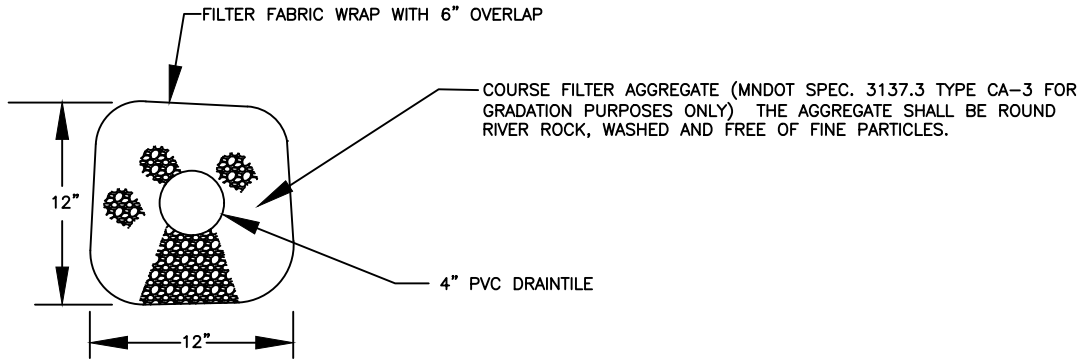 FILTER FABRIC WRAP WITH 6" OVERLAP
COURSE FILTER AGGREGATE (MNDOT SPEC. 3137.3 TYPE CA-3 FOR
GRADATION PURPOSES ONLY) THE AGGREGATE SHALL BE ROUND
RIVER ROCK, WASHED AND FREE OF FINE PARTICLES.
12"
4" PVC DRAINTILE
12"